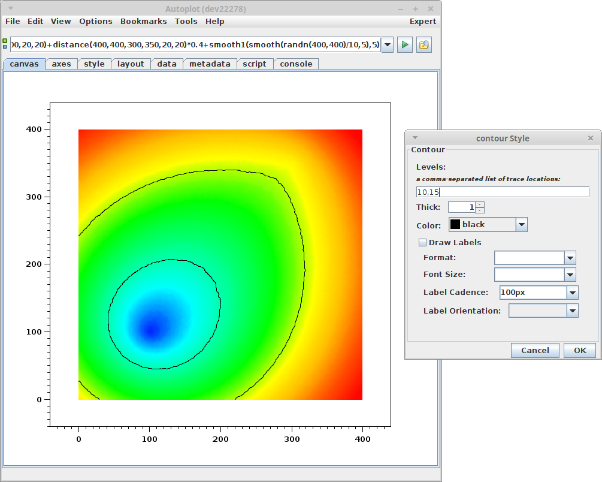 Autoplot (dev22278)
File Edit View Options Bookmarks Tools Help Expert
00,20,20)+distance(400,400,300,350,20,20)*0.4+smooth1(smooth(randn(400,400)/10,5),5)
canvas axes style layout data metadata script console
400
300
200
100
0
0 100 200 300 400
contour Style
Contour
Levels:
a comma separated list of trace locations:
10,15
Thick: 1
Color: black
Draw Labels
Format:
Font Size:
Label Cadence: 100px
Label Orientation:
Cancel OK